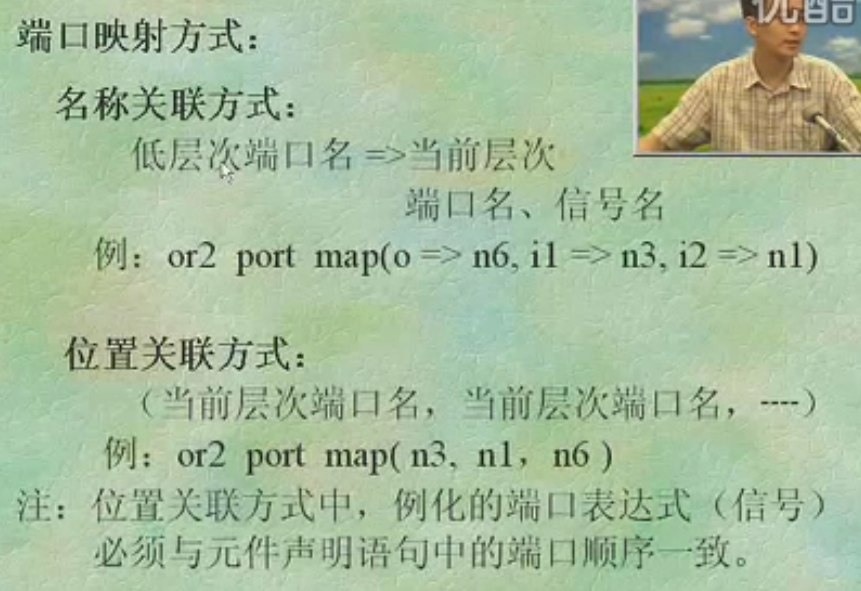 优酷
端口映射方式：
名称关联方式：
低层次端口名 =>当前层次
端口名、信号名
例：or2 port map(o => n6, i1 => n3, i2 => n1)
位置关联方式：
（当前层次端口名，当前层次端口名，----）
例：or2 port map( n3, n1，n6 )
注：位置关联方式中，例化的端口表达式（信号）
必须与元件声明语句中的端口顺序一致。